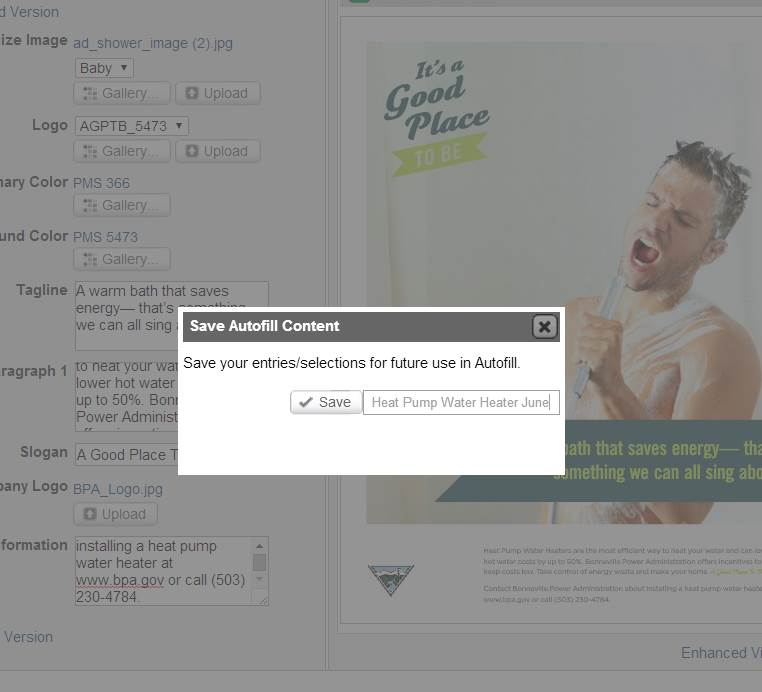 d Version
ize Image
ad_shower_image (2).jpg
Baby
Gallery...
Upload
Logo
AGPTB_5473
Gallery...
Upload
nary Color
PMS 366
Gallery...
und Color
PMS 5473
Gallery...
Tagline
A warm bath that saves
energy— that's something
we can all sing
aragraph 1
to heat your wat
lower hot water
up to 50%. Bonn
Power Administ
Slogan
A Good Place T
pany Logo
BPA_Logo.jpg
Upload
formation
installing a heat pump
water heater at
www.bpa.gov or call (503)
230-4784.
Version
Save Autofill Content
Save your entries/selections for future use in Autofill.
Save
Heat Pump Water Heater June
It's a
Good
Place
TO BE
bath that saves energy— tha
something we can all sing abo
Heat Pump Water Heaters are the most efficient way to heat your water and can lo
hot water costs by up to 50%. Bonneville Power Administration offers incentives fo
keep costs low. Take control of energy waste and make your home,
Contact Bonneville Power Administration about installing a heat pump water heate
www.bpa.gov or call (503) 230-4784.
Enhanced Vi